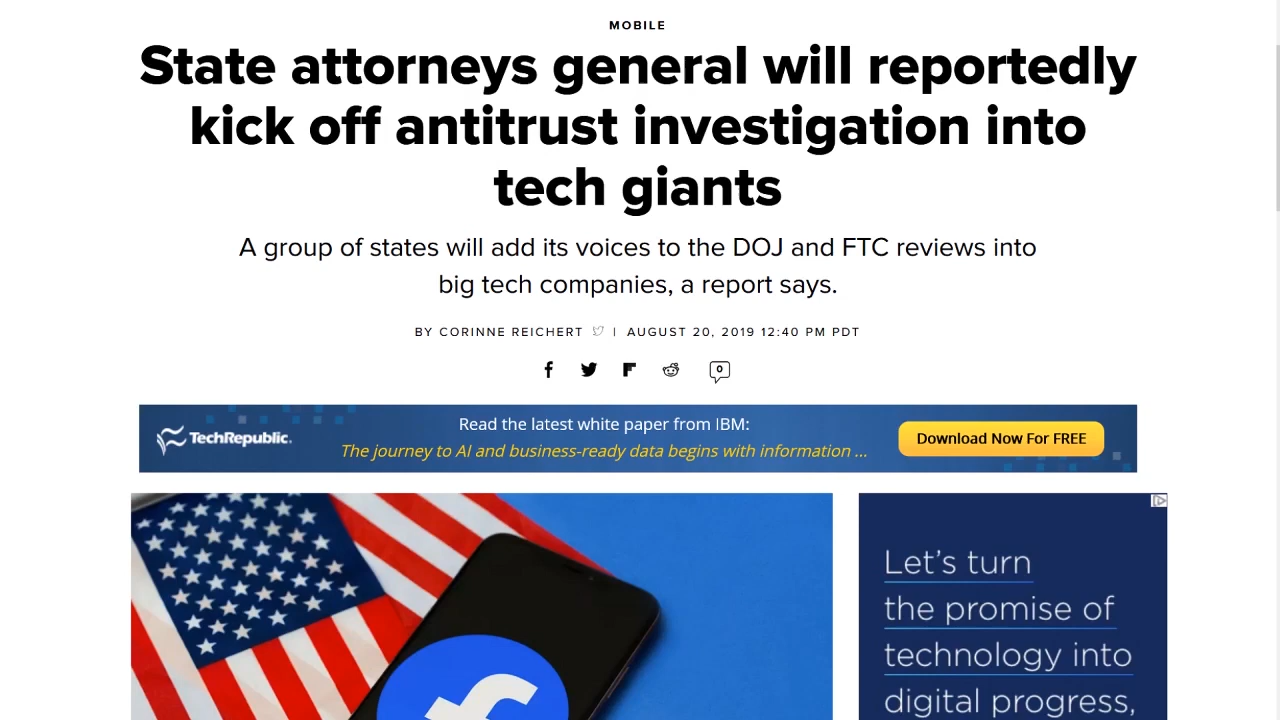 MOBILE
State attorneys general will reportedly
kick off antitrust investigation into
tech giants
A group of states will add its voices to the DOJ and FTC reviews into
big tech companies, a report says.
BY CORINNE REICHERT | AUGUST 20, 2019 12:40 PM PDT
0
TechRepublic.
Read the latest white paper from IBM:
The journey to AI and business-ready data begins with information ...
Download Now For FREE
Let's turn
the promise of
technology into
digital progress,